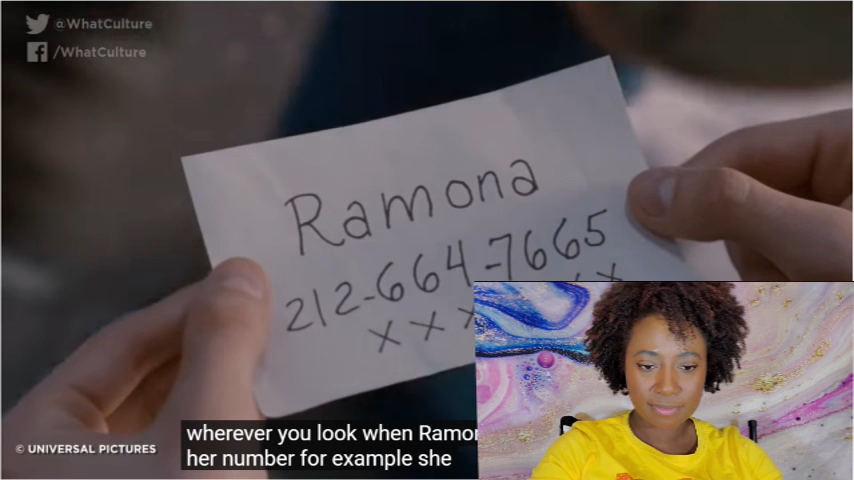 @WhatCulture
/WhatCulture
Ramona
212-664-7665
x x x
x
© UNIVERSAL PICTURES
wherever you look when
her number for example she